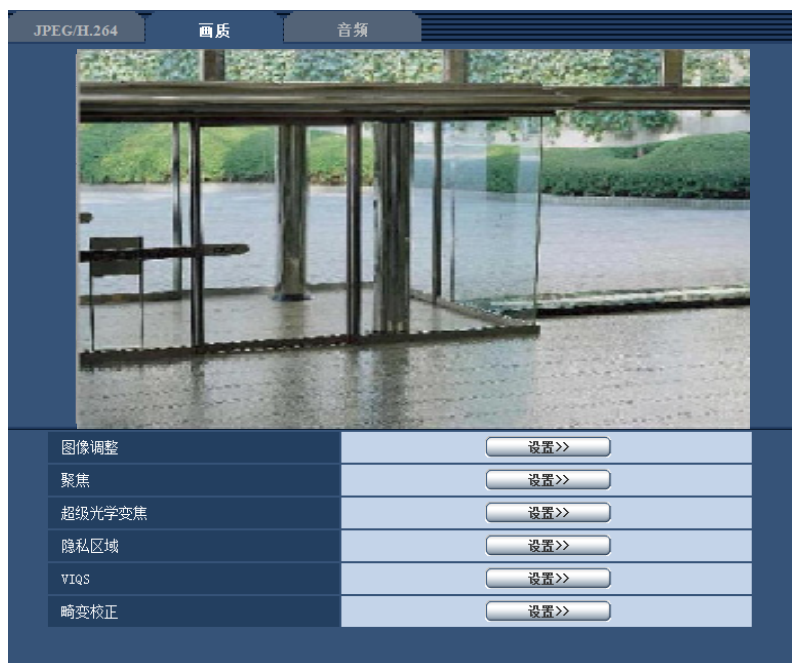 JPEG/H.264 画质 音频
图像调整 设置>>
聚焦 设置>>
超级光学变焦 设置>>
隐私区域 设置>>
VIQS 设置>>
畸变校正 设置>>